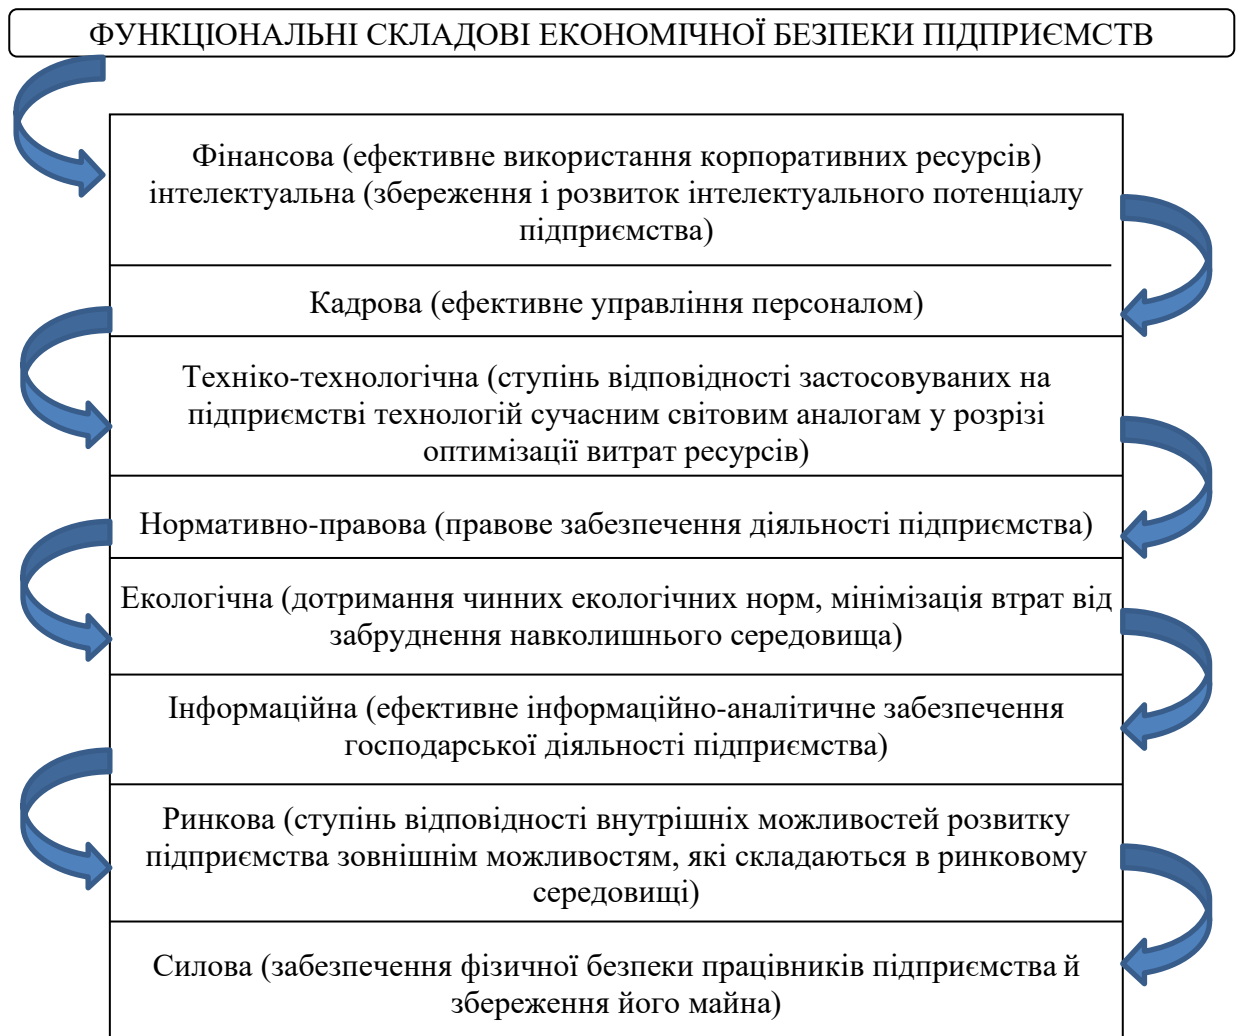 ФУНКЦІОНАЛЬНІ СКЛАДОВІ ЕКОНОМІЧНОЇ БЕЗПЕКИ ПІДПРИЄМСТВ
Фінансова (ефективне використання корпоративних ресурсів)
інтелектуальна (збереження і розвиток інтелектуального потенціалу
підприємства)
Кадрова (ефективне управління персоналом)
Техніко-технологічна (ступінь відповідності застосовуваних на
підприємстві технологій сучасним світовим аналогам у розрізі
оптимізації витрат ресурсів)
Нормативно-правова (правове забезпечення діяльності підприємства)
Екологічна (дотримання чинних екологічних норм, мінімізація втрат від
забруднення навколишнього середовища)
Інформаційна (ефективне інформаційно-аналітичне забезпечення
господарської діяльності підприємства)
Ринкова (ступінь відповідності внутрішніх можливостей розвитку
підприємства зовнішнім можливостям, які складаються в ринковому
середовищі)
Силова (забезпечення фізичної безпеки працівників підприємства й
збереження його майна)